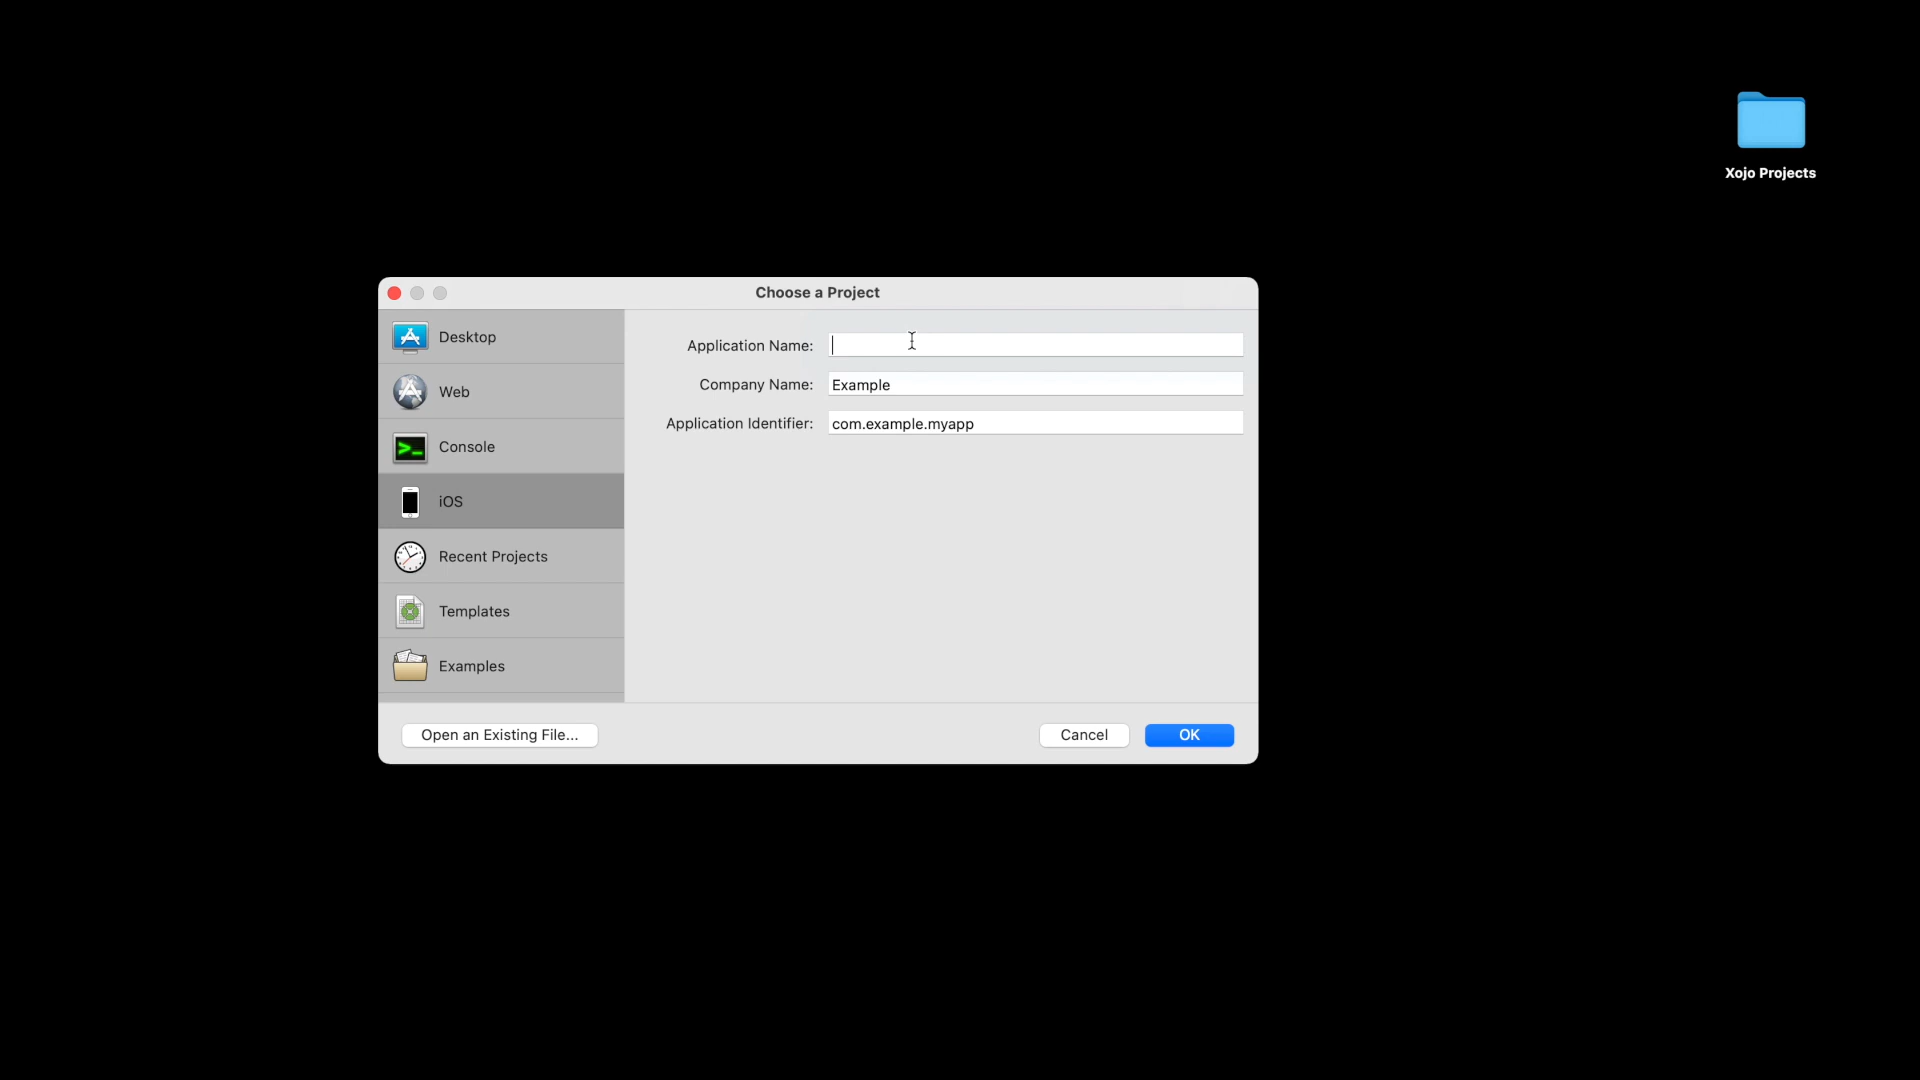 Xojo Projects
Choose a Project
Desktop
Web
Console
iOS
Recent Projects
Templates
Examples
Application Name:
Company Name: Example
Application Identifier: com.example.myapp
Open an Existing File...
Cancel
OK